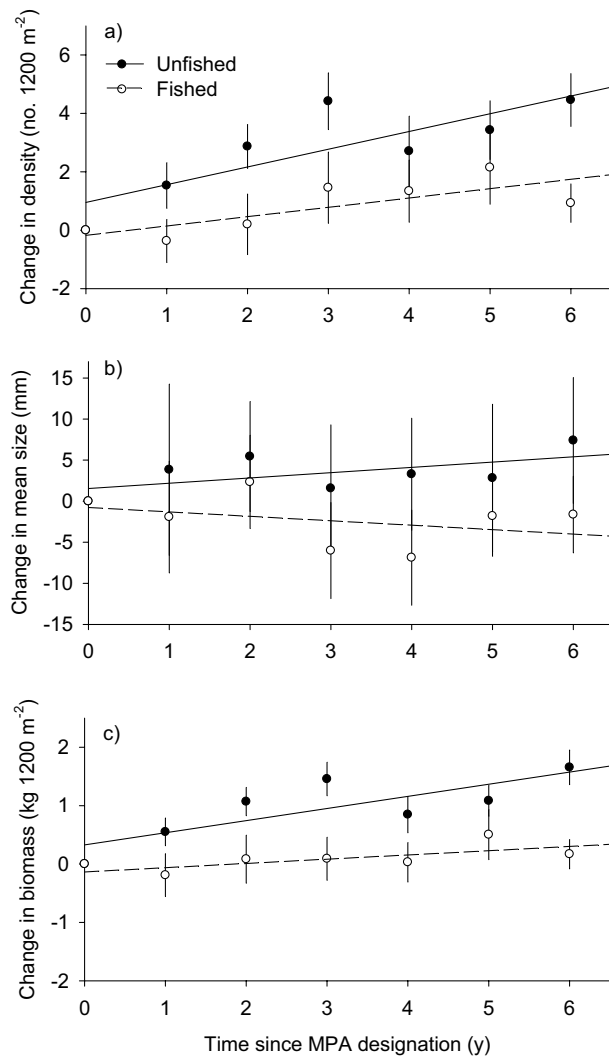 a)
Unfished
Fished
Change in density (no. 1200 m-2)
6
4
2
0
-2
0 1 2 3 4 5 6
b)
Change in mean size (mm)
15
10
5
0
-5
-10
-15
0 1 2 3 4 5 6
c)
Change in biomass (kg 1200 m-2)
2
1
0
-1
-2
0 1 2 3 4 5 6
Time since MPA designation (y)